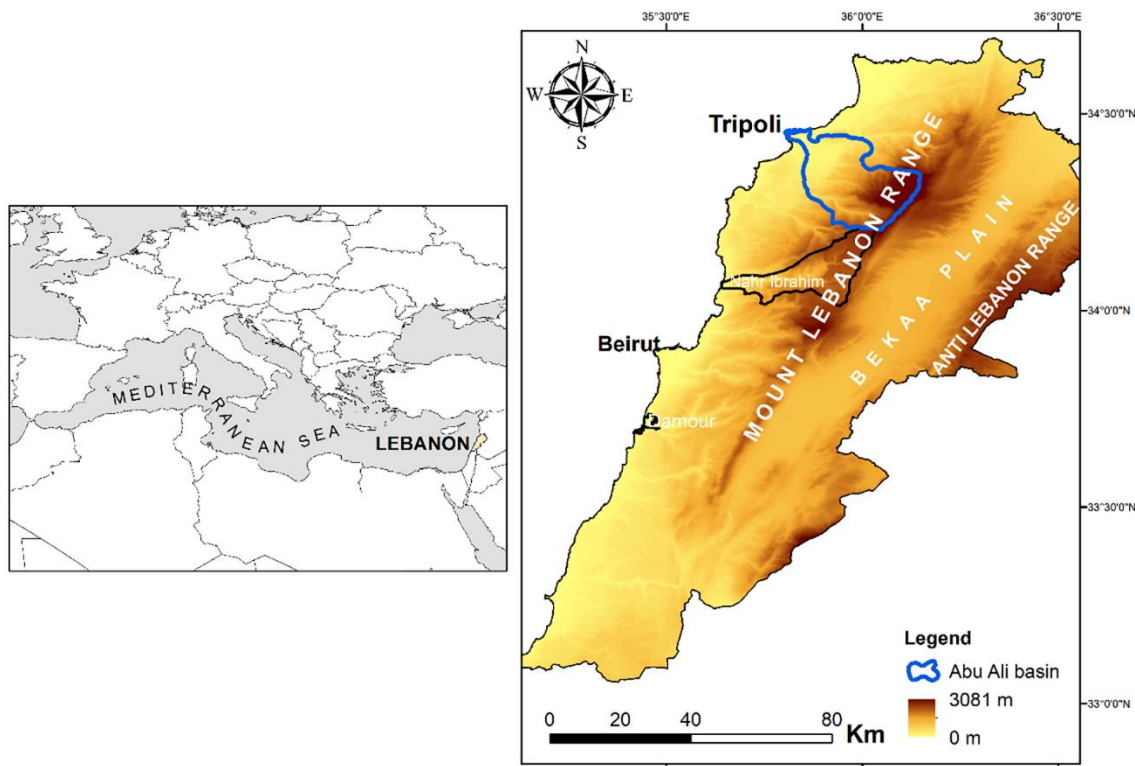 MEDITERRANEAN SEA
LEBANON
35°30'0"E
36°0'0"E
36°30'0"E
N
W
E
S
Tripoli
34°30'0"N
MOUNT LEBANON RANGE
BEKAA PLAIN
ANTI LEBANON RANGE
Nahr Ibrahim
34°0'0"N
Beirut
Damour
33°30'0"N
Legend
Abu Ali basin
3081 m
0 m
0 20 40 80
Km
33°0'0"N